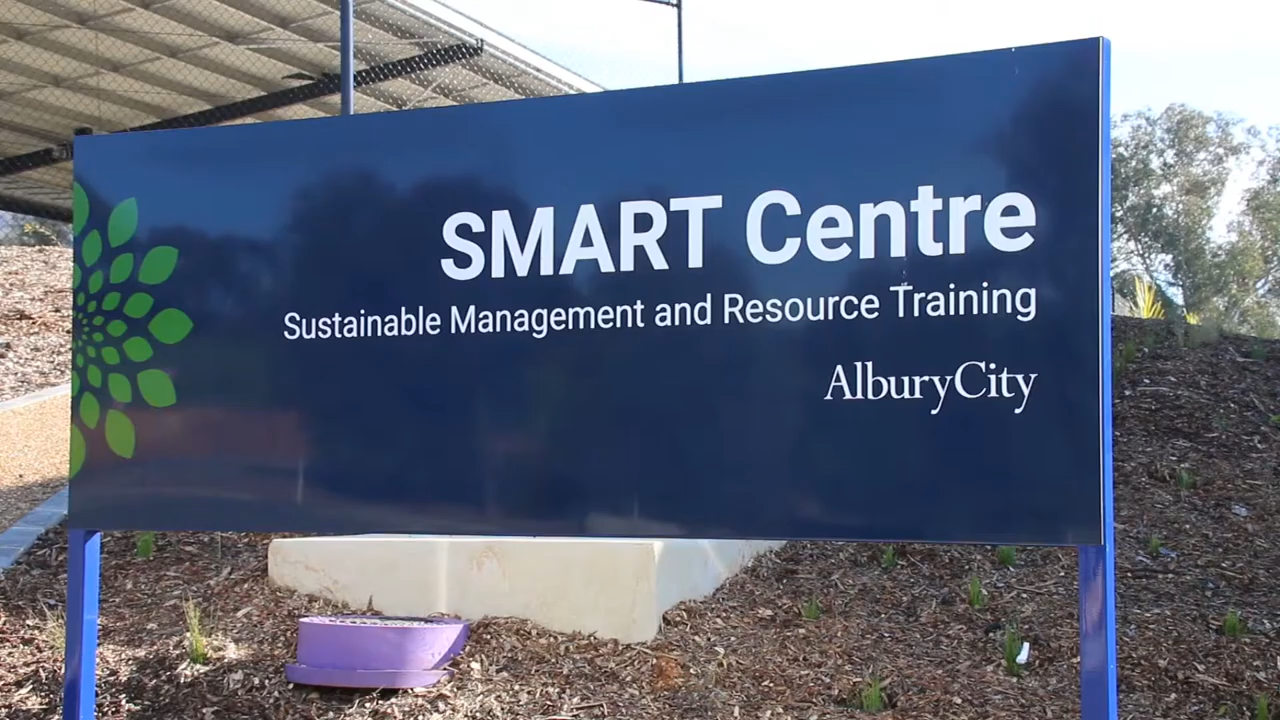 SMART Centre
Sustainable Management and Resource Training
AlburyCity